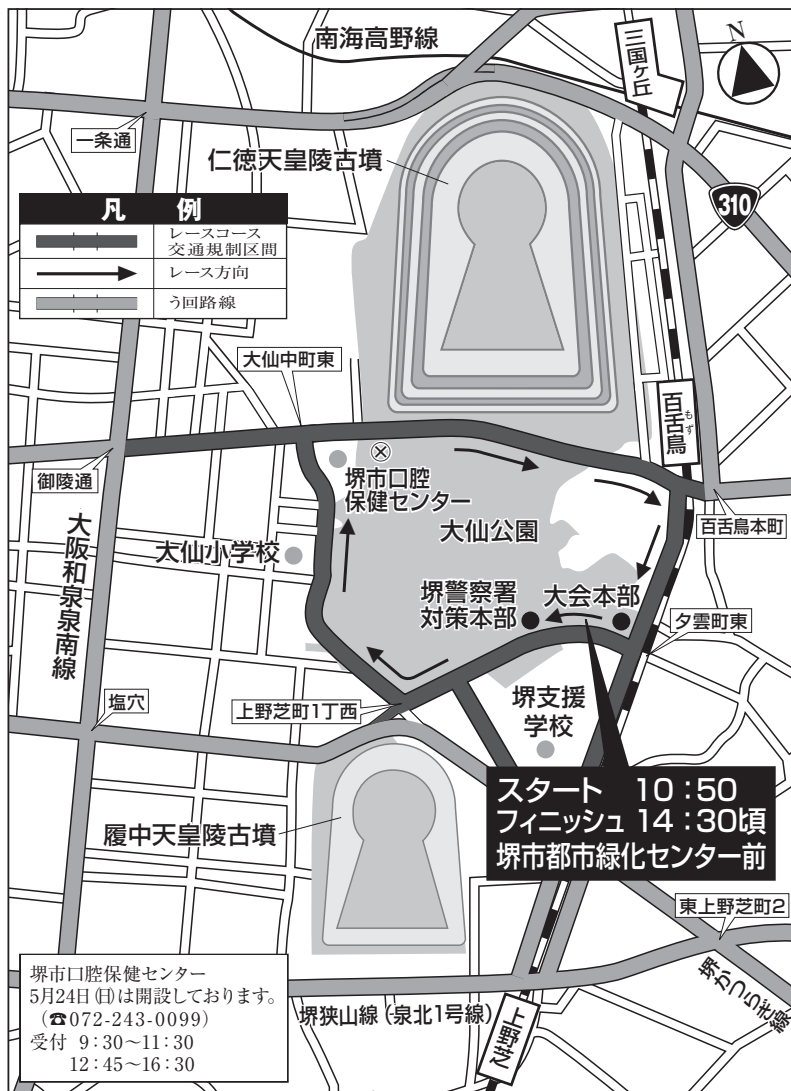 南海高野線
三国ヶ丘
N
一条通
仁徳天皇陵古墳
310
凡 例
レースコース
交通規制区間
レース方向
う回路線
大仙中町東
百舌鳥
もず
御陵通
堺市口腔
保健センター
百舌鳥本町
大仙公園
大阪和泉泉南線
大仙小学校
堺警察署
対策本部
大会本部
夕雲町東
塩穴
上野芝町1丁西
堺支援
学校
スタート 10:50
フィニッシュ 14:30頃
堺市都市緑化センター前
履中天皇陵古墳
東上野芝町2
堺かつらぎ線
堺市口腔保健センター
5月24日(日)は開設しております。
(☎072-243-0099)
受付 9:30〜11:30
12:45〜16:30
堺狭山線(泉北1号線)
上野芝